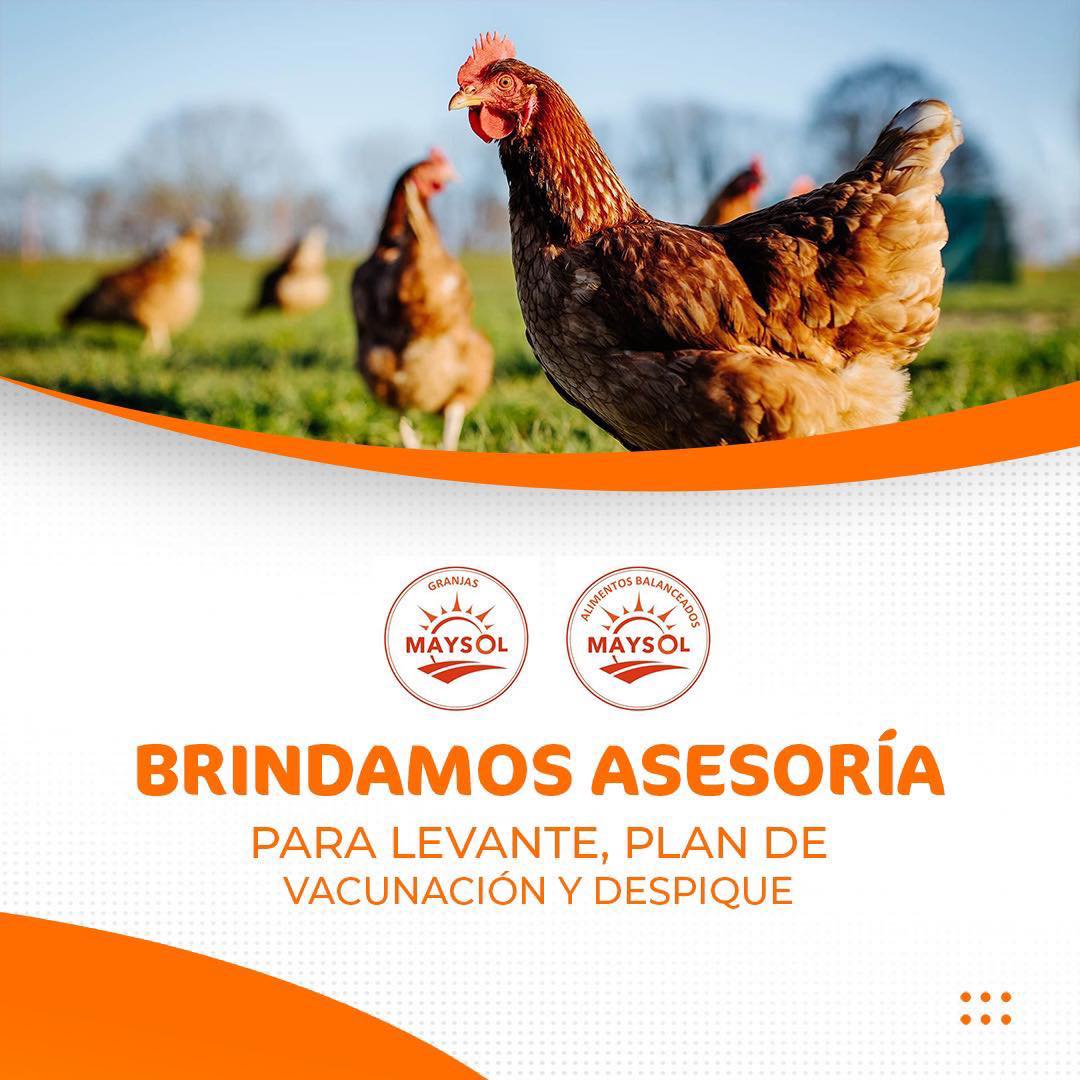 GRANJAS
MAYSOL
ALIMENTOS BALANCEADOS
MAYSOL
BRINDAMOS ASESORÍA
PARA LEVANTE, PLAN DE
VACUNACIÓN Y DESPIQUE